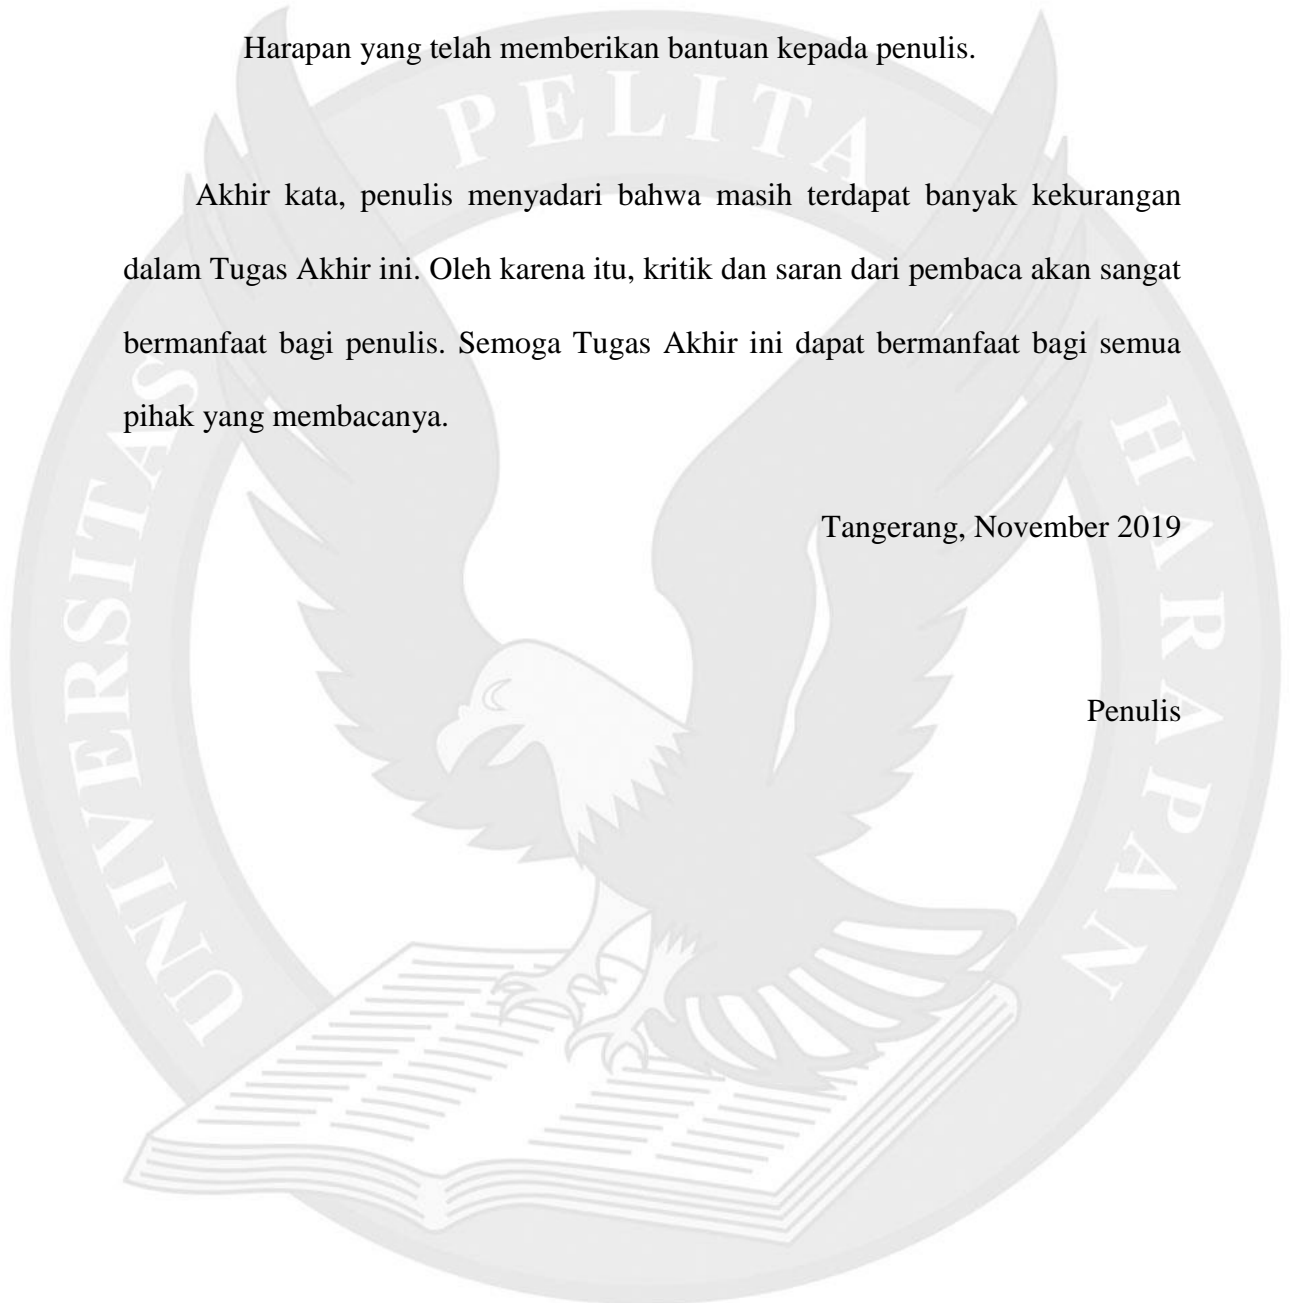 Harapan yang telah memberikan bantuan kepada penulis.
PELITA
Akhir kata, penulis menyadari bahwa masih terdapat banyak kekurangan
dalam Tugas Akhir ini. Oleh karena itu, kritik dan saran dari pembaca akan sangat
bermanfaat bagi penulis. Semoga Tugas Akhir ini dapat bermanfaat bagi semua
pihak yang membacanya.
Tangerang, November 2019
Penulis
UNIVERSITAS
HARAPAN